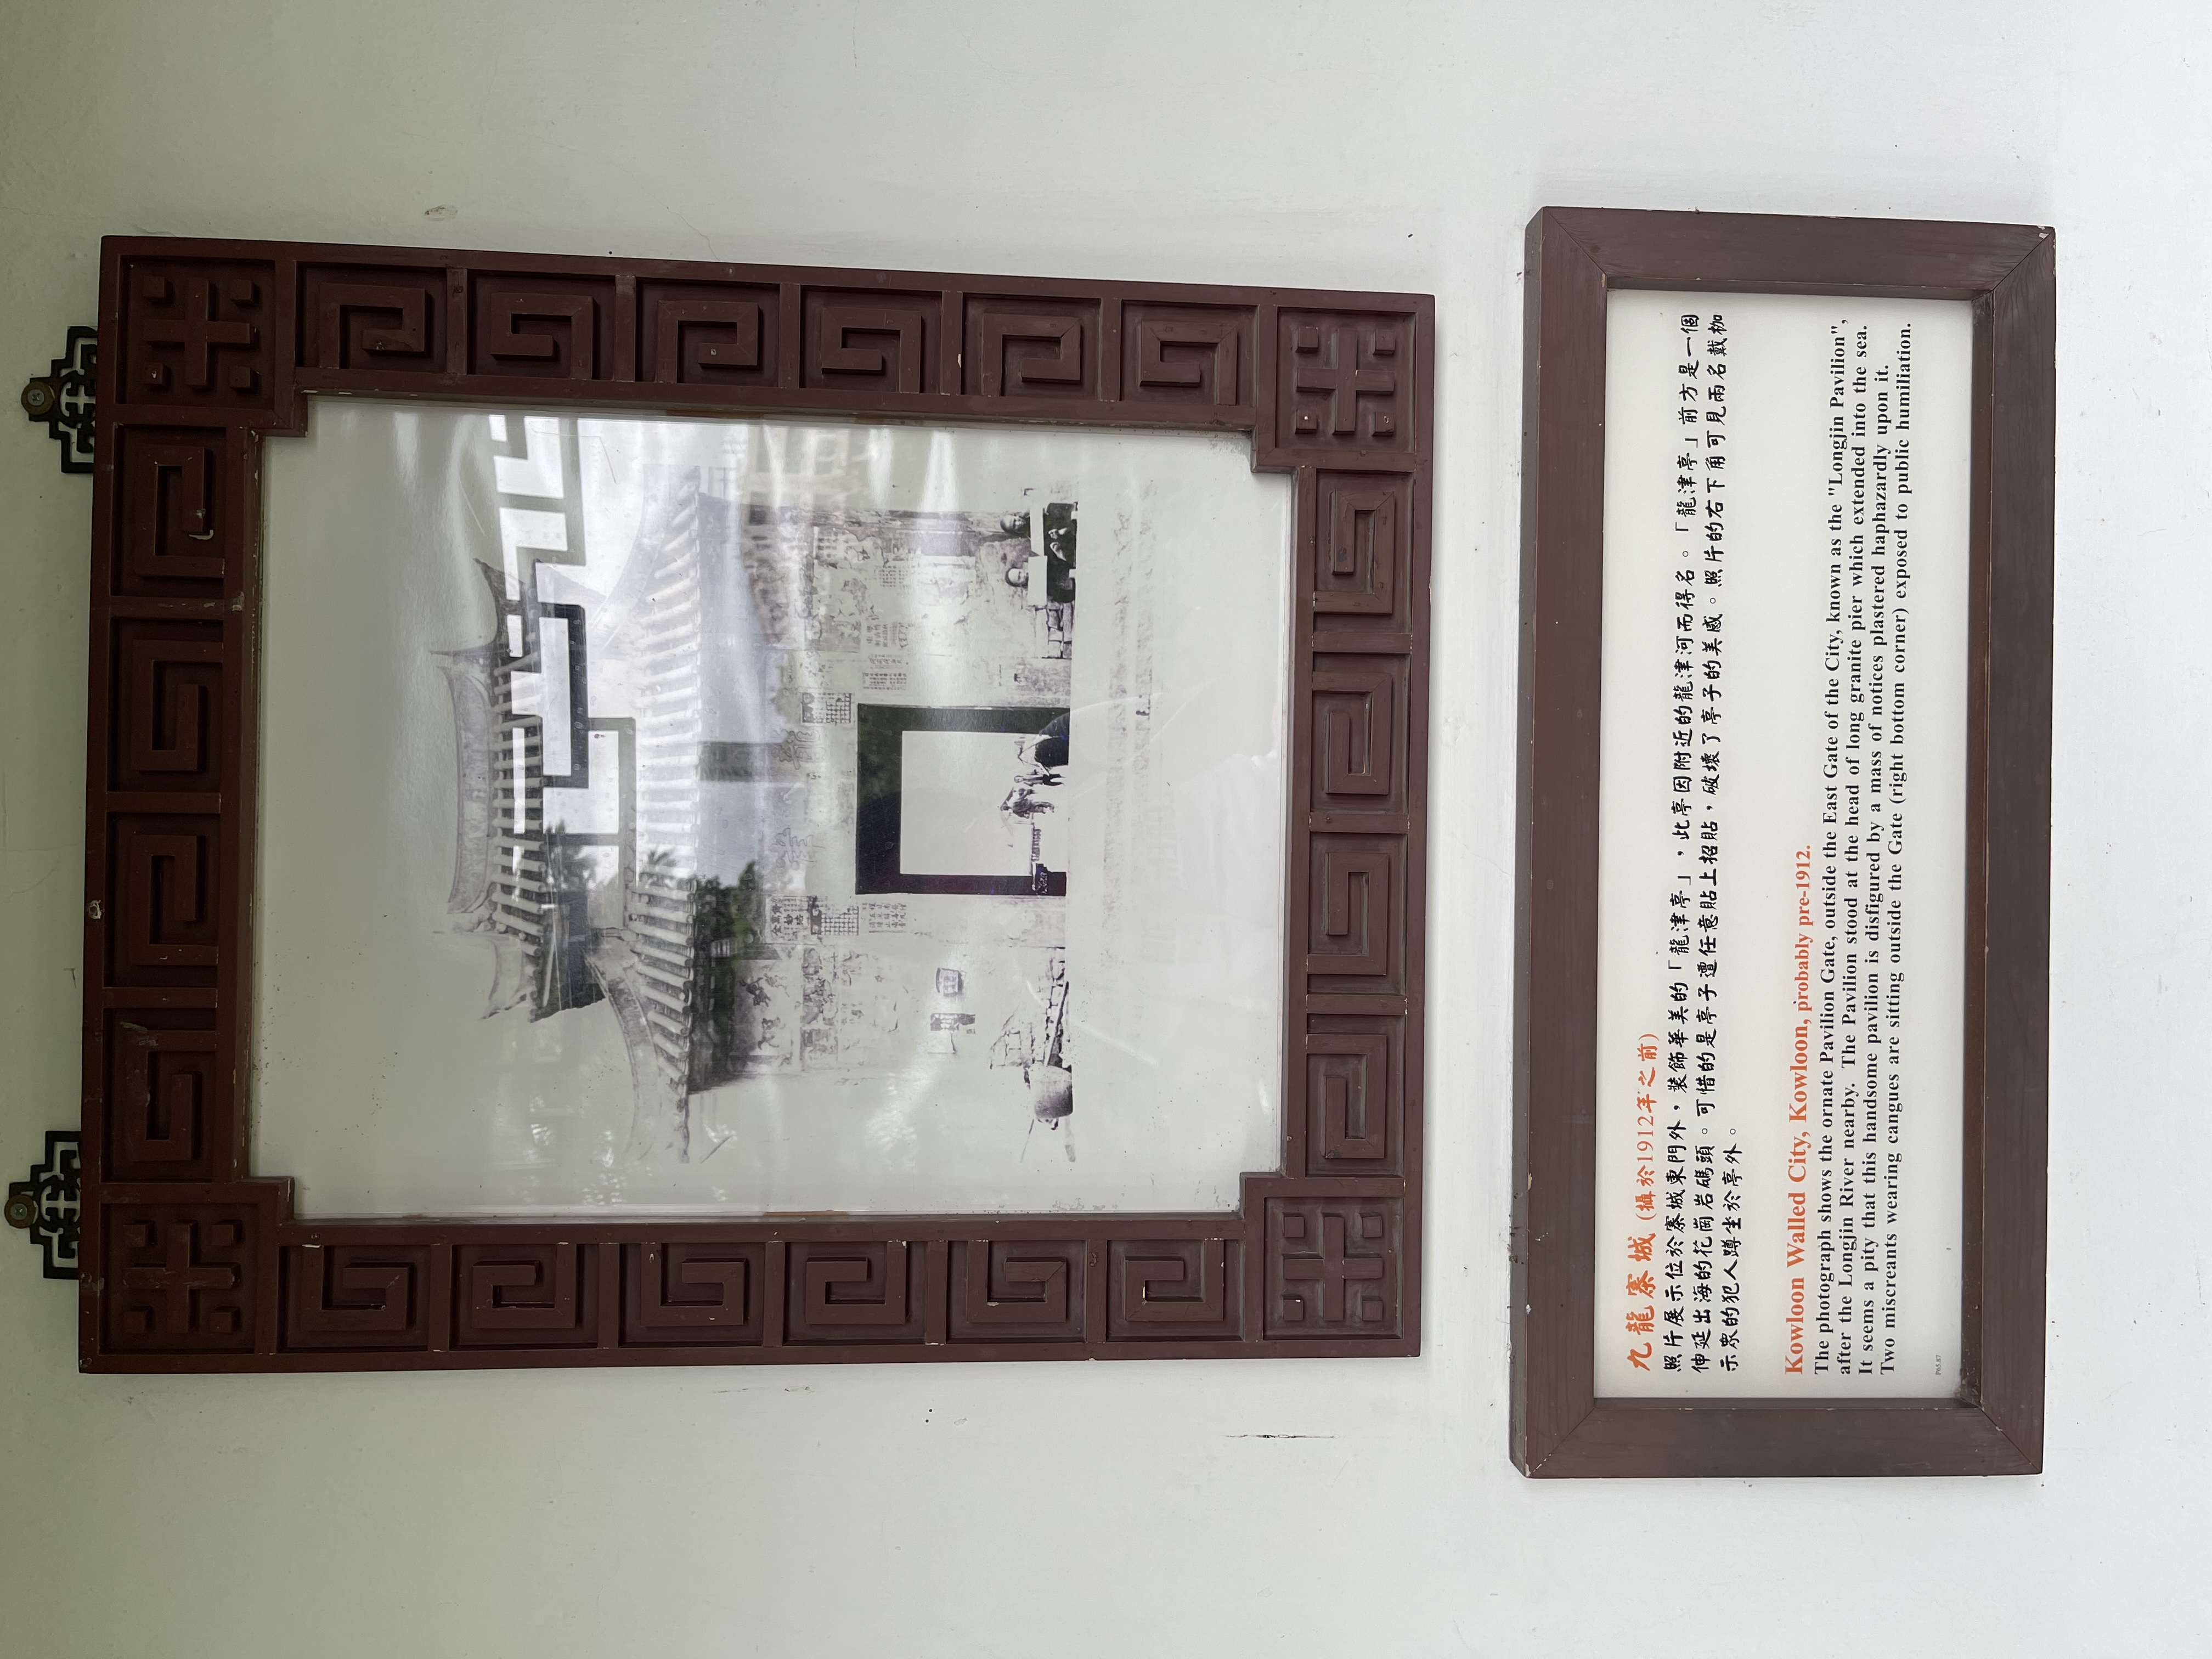 九龍寨城 (攝於1912年之前)
照片展示位於寨城東門外，裝飾華美的「龍津亭」，此亭因附近的龍津河而得名。「龍津亭」前方是一個
伸延出海的花崗岩碼頭。可惜的是亭子遭任意貼上招貼，破壞了亭子的美感。照片的右下角可見兩名戴枷
示眾的犯人蹲坐於亭外。
Kowloon Walled City, Kowloon, probably pre-1912.
The photograph shows the ornate Pavilion Gate, outside the East Gate of the City, known as the "Longjin Pavilion",
after the Longjin River nearby. The Pavilion stood at the head of long granite pier which extended into the sea.
It seems a pity that this handsome pavilion is disfigured by a mass of notices plastered haphazardly upon it.
Two miscreants wearing cangues are sitting outside the Gate (right bottom corner) exposed to public humiliation.